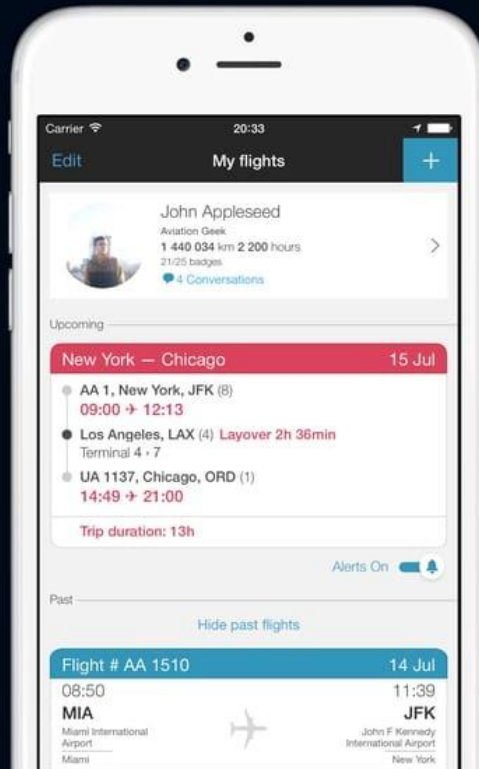 Carrier 20:33
Edit My flights +
John Appleseed
Aviation Geek
1 440 034 km 2 200 hours
21/25 badges
4 Conversations
Upcoming
New York — Chicago 15 Jul
AA 1, New York, JFK (8)
09:00 ✈ 12:13
Los Angeles, LAX (4) Layover 2h 36min
Terminal 4 · 7
UA 1137, Chicago, ORD (1)
14:49 ✈ 21:00
Trip duration: 13h
Alerts On
Past
Hide past flights
Flight # AA 1510 14 Jul
08:50 11:39
MIA JFK
Miami International John F Kennedy
Airport International Airport
Miami New York